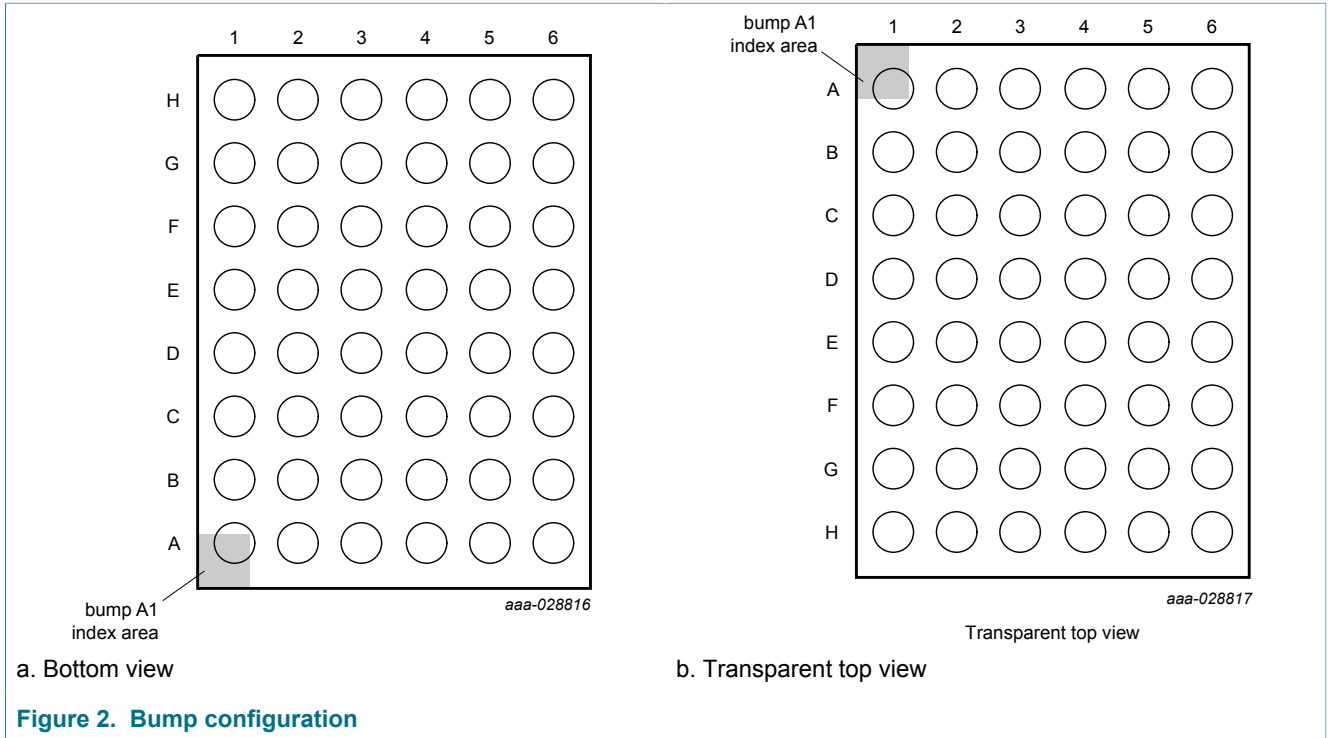 1 2 3 4 5 6
H
G
F
E
D
C
B
A
bump A1
index area
aaa-028816
a. Bottom view
bump A1
index area
1 2 3 4 5 6
A
B
C
D
E
F
G
H
aaa-028817
Transparent top view
b. Transparent top view
Figure 2. Bump configuration